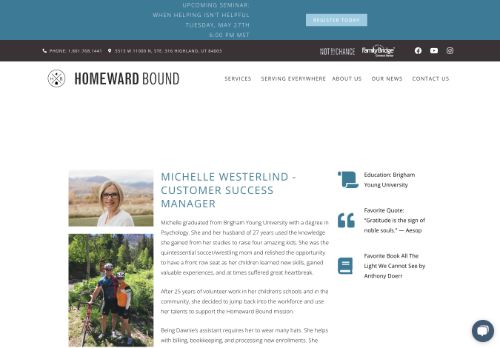 UPCOMING SEMINAR:
WHEN HELPING ISN'T HELPFUL
TUESDAY, MAY 27TH
6:00 PM MST
REGISTER TODAY
PHONE: 1.801.768.1441
5513 W 11000 N, STE. 316 HIGHLAND, UT 84003
NOT BY CHANCE
FamilyBridge
HOMEWARD BOUND
SERVICES
SERVING EVERYWHERE
ABOUT US
OUR NEWS
CONTACT US
MICHELLE WESTERLIND -
CUSTOMER SUCCESS
MANAGER
Michelle graduated from Brigham Young University with a degree in
Psychology. She and her husband of 27 years used the knowledge
she gained from her studies to raise four amazing kids. She was the
quintessential soccer/wrestling mom and relished the opportunity
to have a front row seat as her children learned new skills, gained
valuable experiences, and at times suffered great heartbreak.
After 25 years of volunteer work in her children's schools and in the
community, she decided to jump back into the workforce and use
her talents to support the Homeward Bound mission.
Being Dawnise's assistant requires her to wear many hats. She helps
with billing, bookkeeping, and processing new enrollments. She
Education: Brigham
Young University
Favorite Quote:
"Gratitude is the sign of
noble souls." — Aesop
Favorite Book All The
Light We Cannot See by
Anthony Doerr